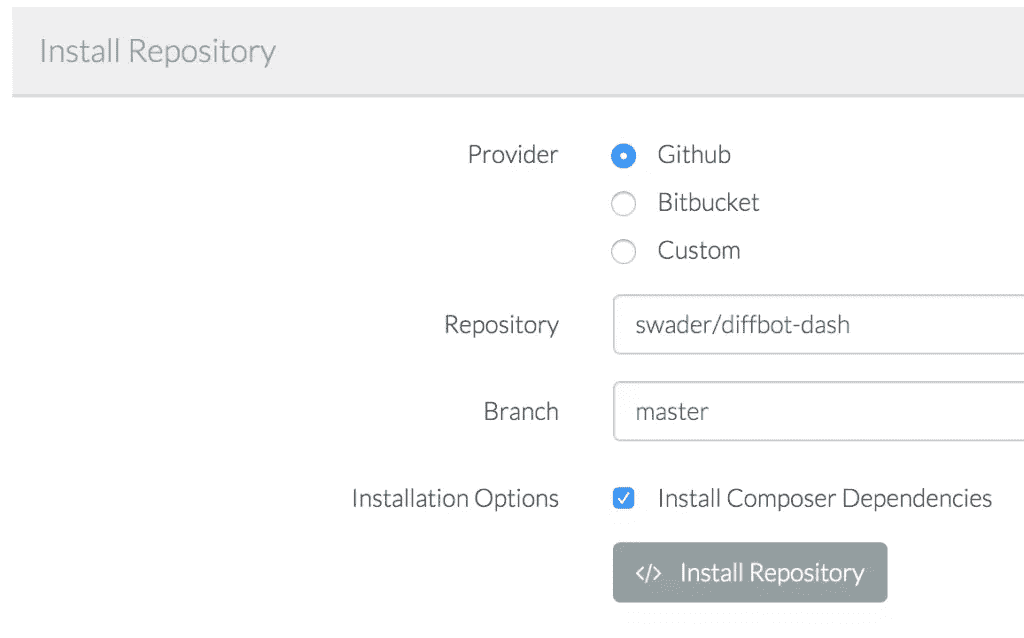 Install Repository
Provider
Github
Bitbucket
Custom
Repository
swader/diffbot-dash
Branch
master
Installation Options
Install Composer Dependencies
</> Install Repository